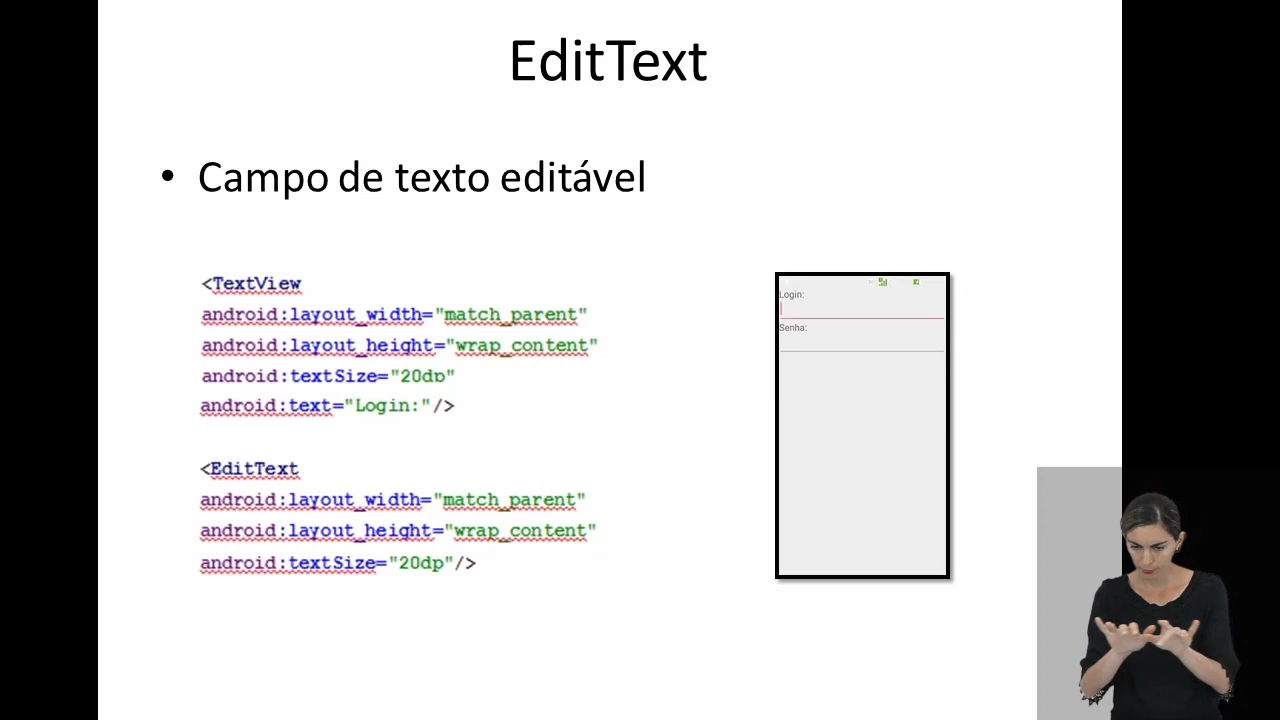 EditText
• Campo de texto editável
<TextView
android:layout_width="match_parent"
android:layout_height="wrap_content"
android:textSize="20dp"
android:text="Login:"/>
<EditText
android:layout_width="match_parent"
android:layout_height="wrap_content"
android:textSize="20dp"/>
Login:
Senha: